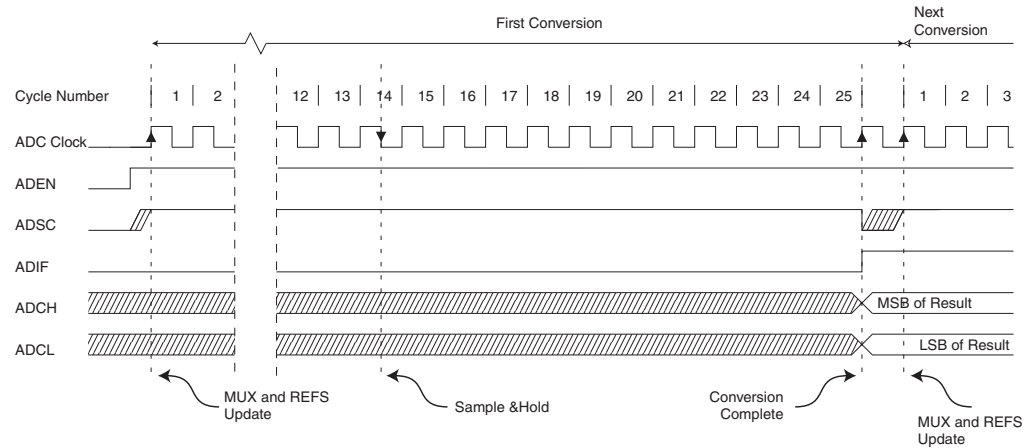 First Conversion
Next
Conversion
Cycle Number 1 2 12 13 14 15 16 17 18 19 20 21 22 23 24 25 1 2 3
ADC Clock
ADEN
ADSC
ADIF
ADCH MSB of Result
ADCL LSB of Result
MUX and REFS
Update
Sample &Hold
Conversion
Complete
MUX and REFS
Update